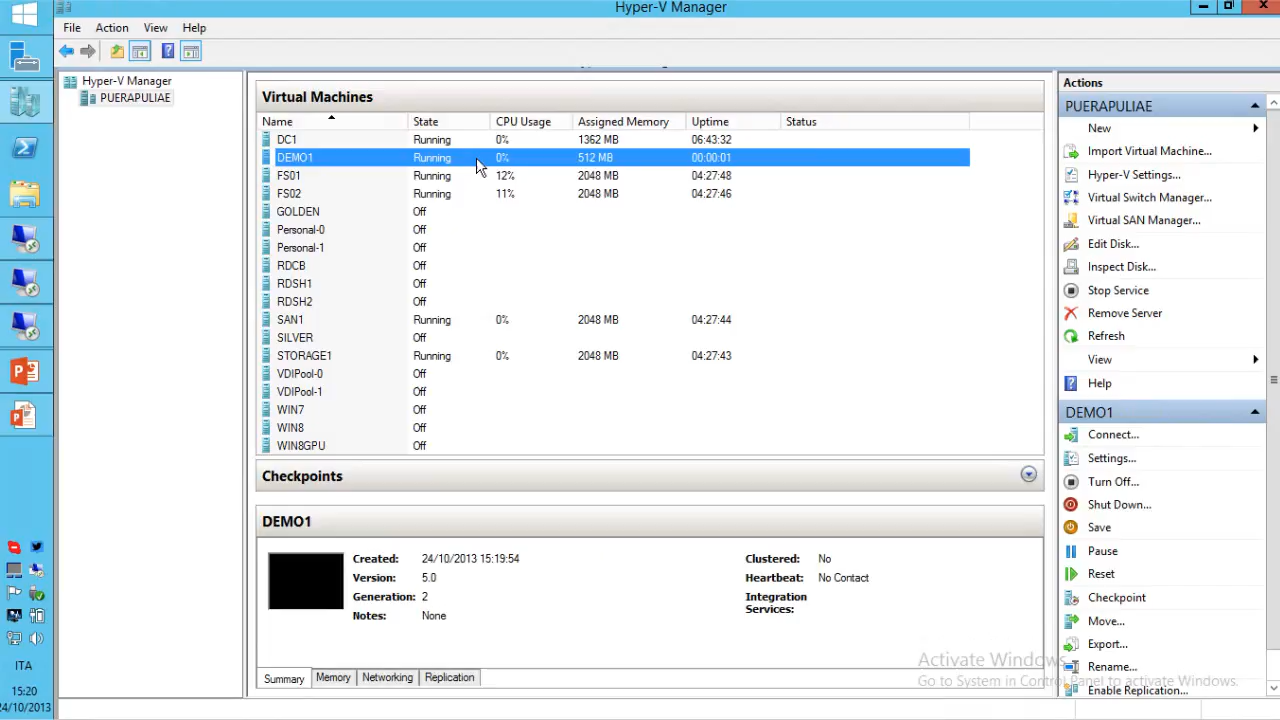 Hyper-V Manager
File Action View Help
Hyper-V Manager
PUERAPULIAE
Virtual Machines
Name State CPU Usage Assigned Memory Uptime Status
DC1 Running 0% 1362 MB 06:43:32
DEMO1 Running 0% 512 MB 00:00:01
FS01 Running 12% 2048 MB 04:27:48
FS02 Running 11% 2048 MB 04:27:46
GOLDEN Off
Personal-0 Off
Personal-1 Off
RDCB Off
RDSH1 Off
RDSH2 Off
SAN1 Running 0% 2048 MB 04:27:44
SILVER Off
STORAGE1 Running 0% 2048 MB 04:27:43
VDIPool-0 Off
VDIPool-1 Off
WIN7 Off
WIN8 Off
WIN8GPU Off
Checkpoints
DEMO1
Created: 24/10/2013 15:19:54 Clustered: No
Version: 5.0 Heartbeat: No Contact
Generation: 2 Integration Services:
Notes: None
Summary Memory Networking Replication
Actions
PUERAPULIAE
New
Import Virtual Machine...
Hyper-V Settings...
Virtual Switch Manager...
Virtual SAN Manager...
Edit Disk...
Inspect Disk...
Stop Service
Remove Server
Refresh
View
Help
DEMO1
Connect...
Settings...
Turn Off...
Shut Down...
Save
Pause
Reset
Checkpoint
Move...
Export...
Rename...
Enable Replication...
Activate Windows
Go to System in Control Panel to activate Windows.
ITA
15:20
24/10/2013